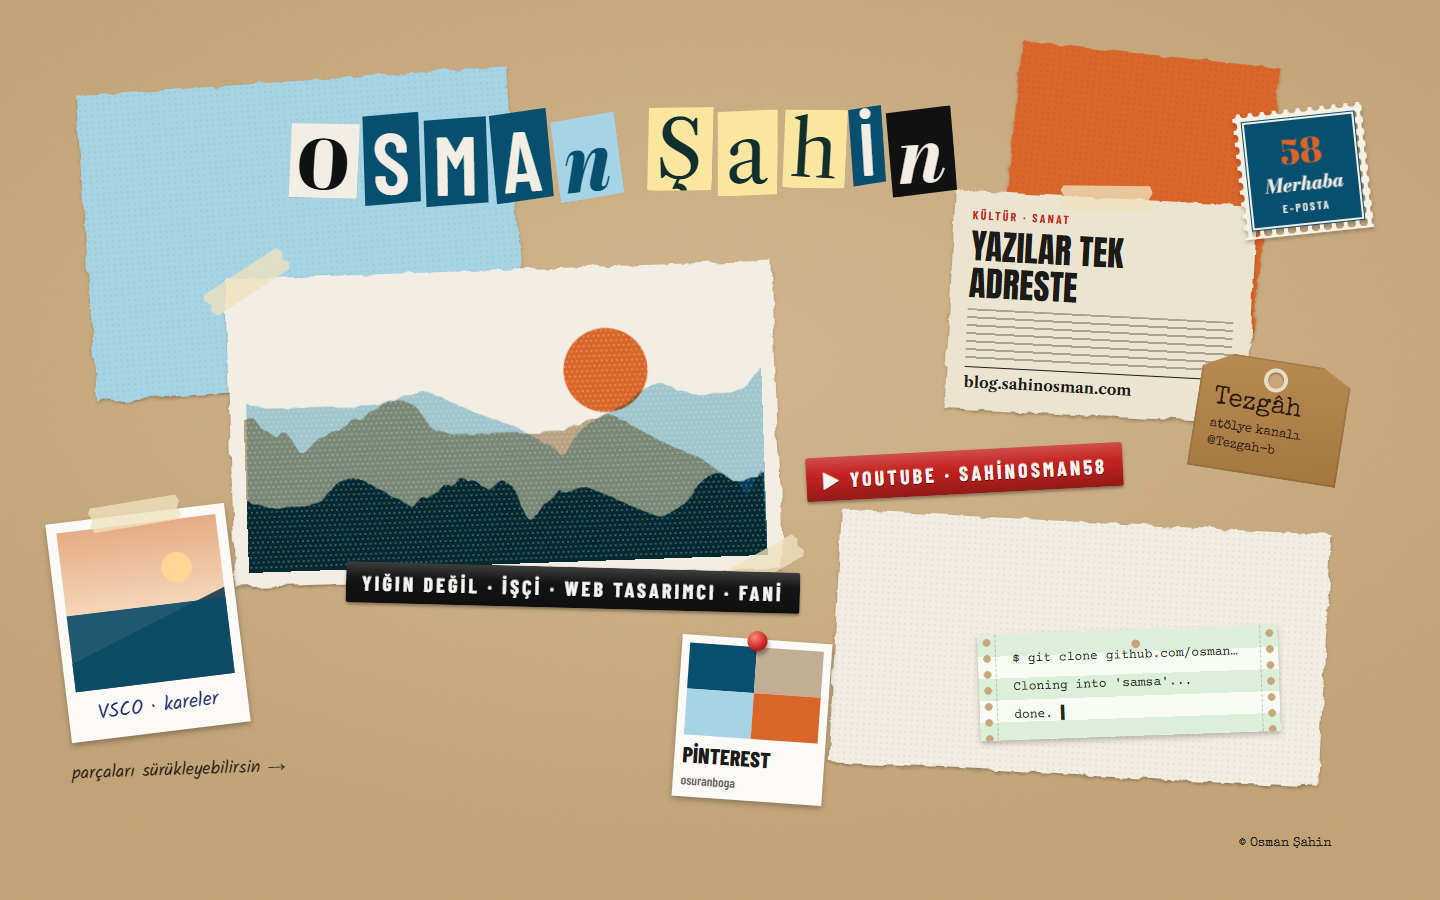 OSMAn Şahİn
58
Merhaba
E-POSTA
KÜLTÜR · SANAT
YAZILAR TEK
ADRESTE
blog.sahinosman.com
Tezgâh
atölye kanalı
@Tezgah-b
▶ YOUTUBE · SAHİNOSMAN58
YIĞIN DEĞİL · İŞÇİ · WEB TASARIMCI · FANİ
VSCO · kareler
parçaları sürükleyebilirsin →
PİNTEREST
osuranboga
$ git clone github.com/osman…
Cloning into 'samsa'...
done.
© Osman Şahin